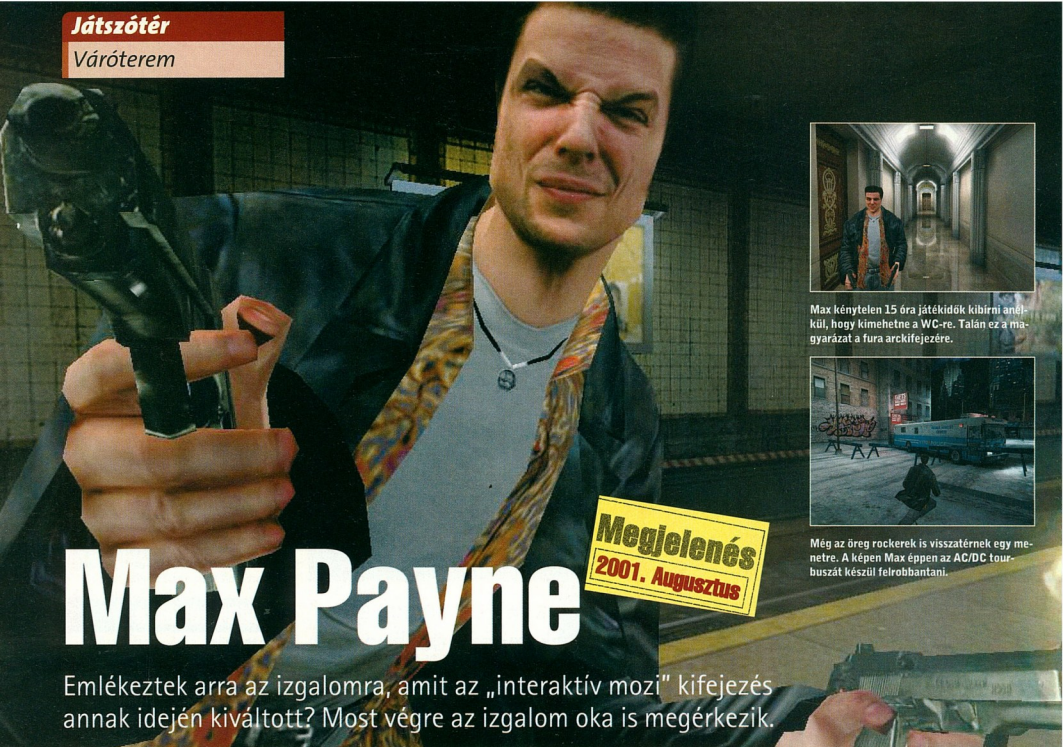 Játszótér
Váróterem
Max kénytelen 15 óra játékidők kibírni anél-
kül, hogy kimehetne a WC-re. Talán ez a ma-
gyarázat a fura arckifejezére.
Még az öreg rockerek is visszatérnek egy me-
netre. A képen Max éppen az AC/DC tour-
buszát készül felrobbantani.
Megjelenés
2001. Augusztus
Max Payne
Emlékeztek arra az izgalomra, amit az „interaktív mozi” kifejezés
annak idején kiváltott? Most végre az izgalom oka is megérkezik.